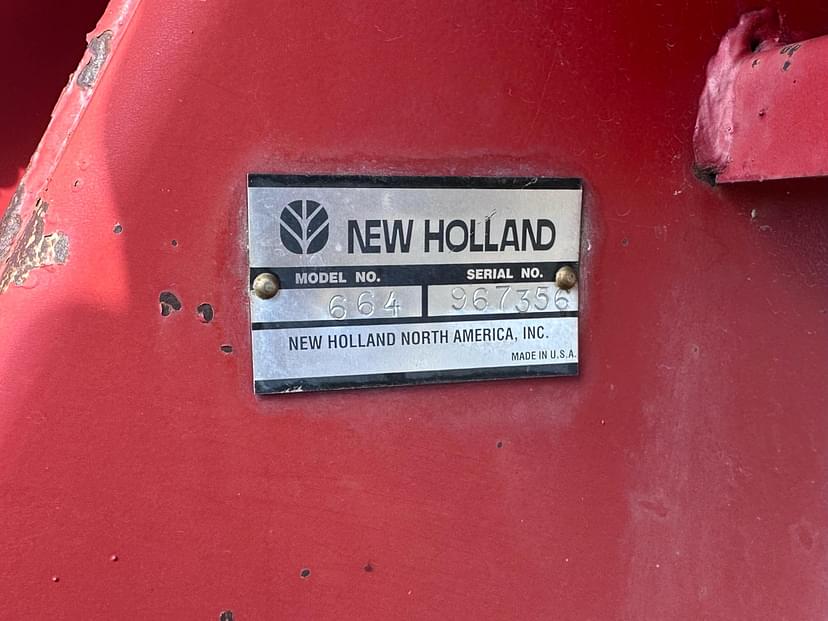 NEW HOLLAND
MODEL NO. SERIAL NO.
664 967356
NEW HOLLAND NORTH AMERICA, INC.
MADE IN U.S.A.